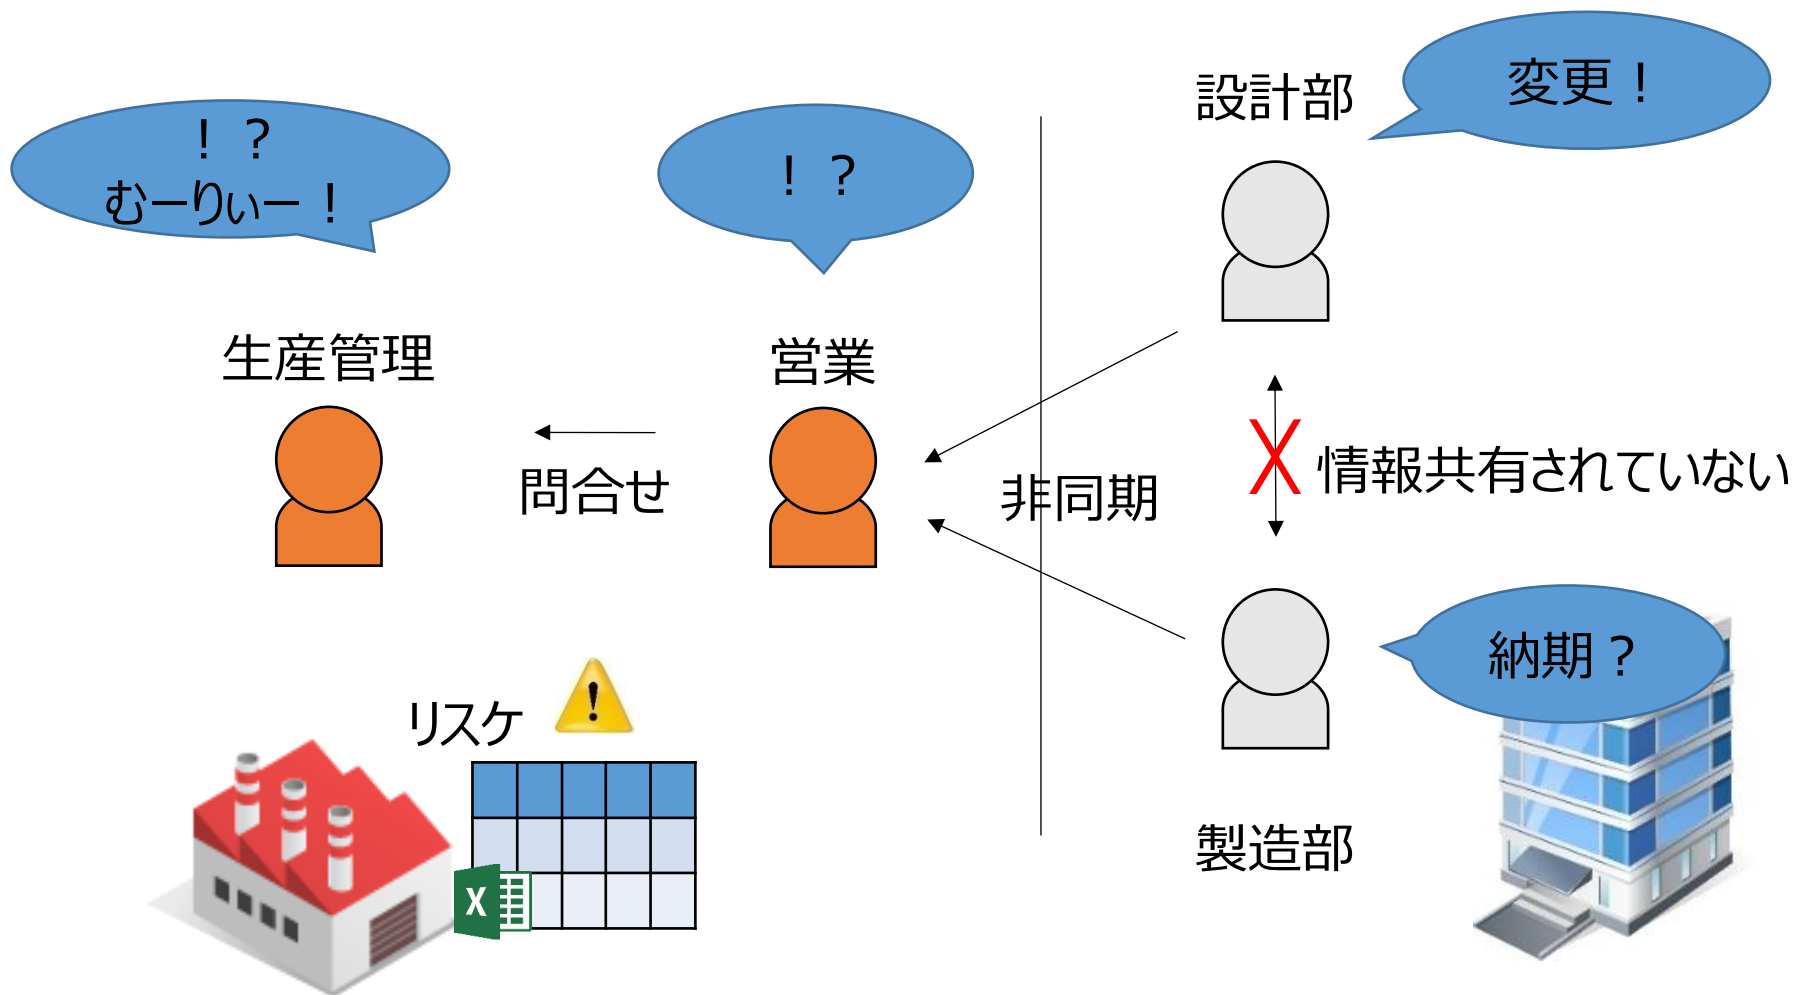 設計部
変更！
！？
むーりぃー！
！？
生産管理
営業
問合せ
非同期
情報共有されていない
納期？
リスケ
製造部
X